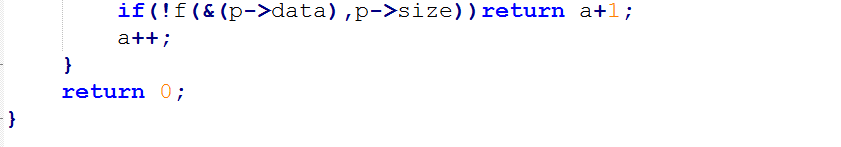 if(!f(&(p->data),p->size))return a+1;
a++;
}
return 0;
}